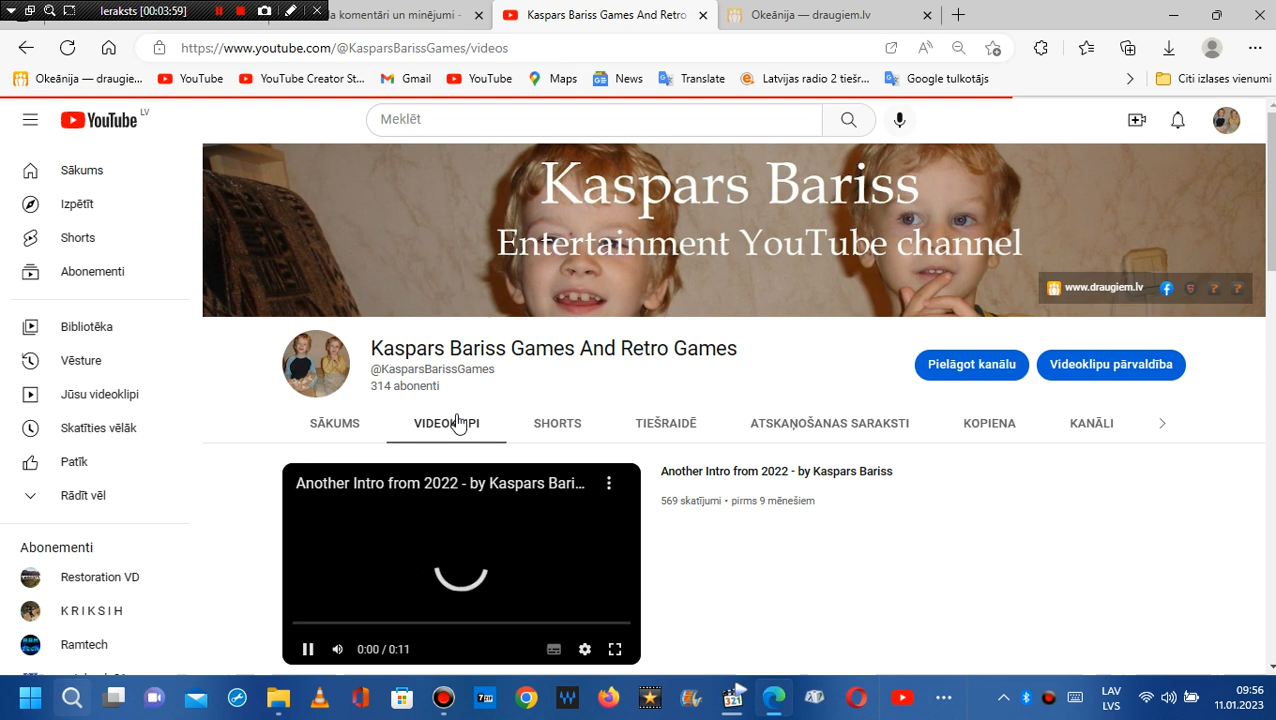 Ieraksts [00:03:59]
la komentāri un minējumi -
Kaspars Bariss Games And Retro
Okeānija — draugiem.lv
https://www.youtube.com/@KasparsBarissGames/videos
Okeānija — draugie...
YouTube
YouTube Creator St...
Gmail
YouTube
Maps
News
Translate
Latvijas radio 2 tiešr...
Google tulkotājs
Citi izlases vienumi
YouTube LV
Meklēt
Sākums
Izpētīt
Shorts
Abonementi
Bibliotēka
Vēsture
Jūsu videoklipi
Skatīties vēlāk
Patīk
Rādīt vēl
Abonementi
Restoration VD
K R I K S I H
Ramtech
Kaspars Bariss
Entertainment YouTube channel
www.draugiem.lv
Kaspars Bariss Games And Retro Games
@KasparsBarissGames
314 abonenti
Pielāgot kanālu
Videoklipu pārvaldība
SĀKUMS
VIDEOKLIPI
SHORTS
TIEŠRAIDĒ
ATSKAŅOŠANAS SARAKSTI
KOPIENA
KANĀLI
Another Intro from 2022 - by Kaspars Bari...
0:00 / 0:11
Another Intro from 2022 - by Kaspars Bariss
569 skatījumi • pirms 9 mēnešiem
LAV
LVS
09:56
11.01.2023